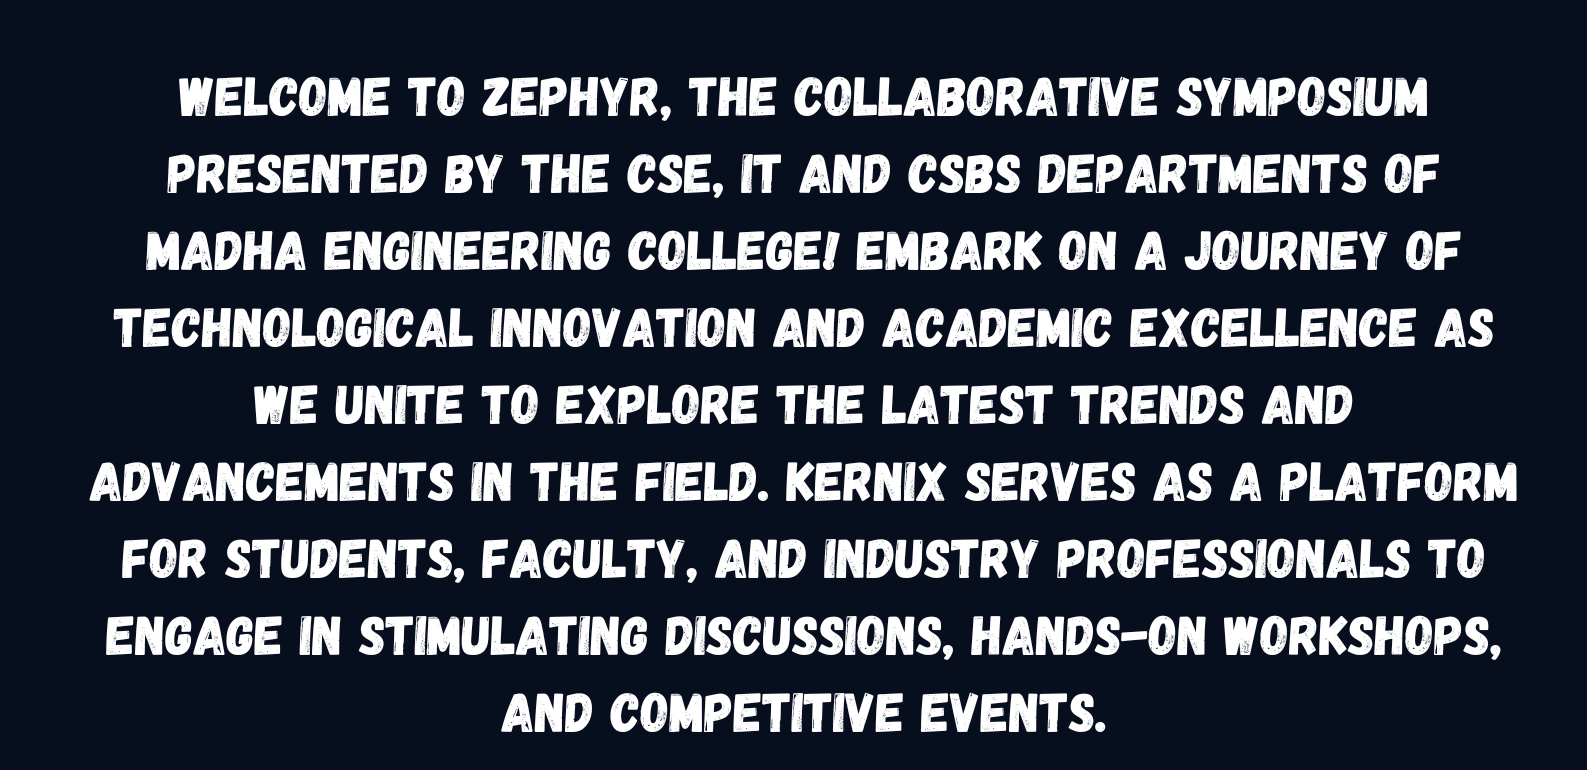 WELCOME TO ZEPHYR, THE COLLABORATIVE SYMPOSIUM
PRESENTED BY THE CSE, IT AND CSBS DEPARTMENTS OF
MADHA ENGINEERING COLLEGE! EMBARK ON A JOURNEY OF
TECHNOLOGICAL INNOVATION AND ACADEMIC EXCELLENCE AS
WE UNITE TO EXPLORE THE LATEST TRENDS AND
ADVANCEMENTS IN THE FIELD. KERNIX SERVES AS A PLATFORM
FOR STUDENTS, FACULTY, AND INDUSTRY PROFESSIONALS TO
ENGAGE IN STIMULATING DISCUSSIONS, HANDS-ON WORKSHOPS,
AND COMPETITIVE EVENTS.